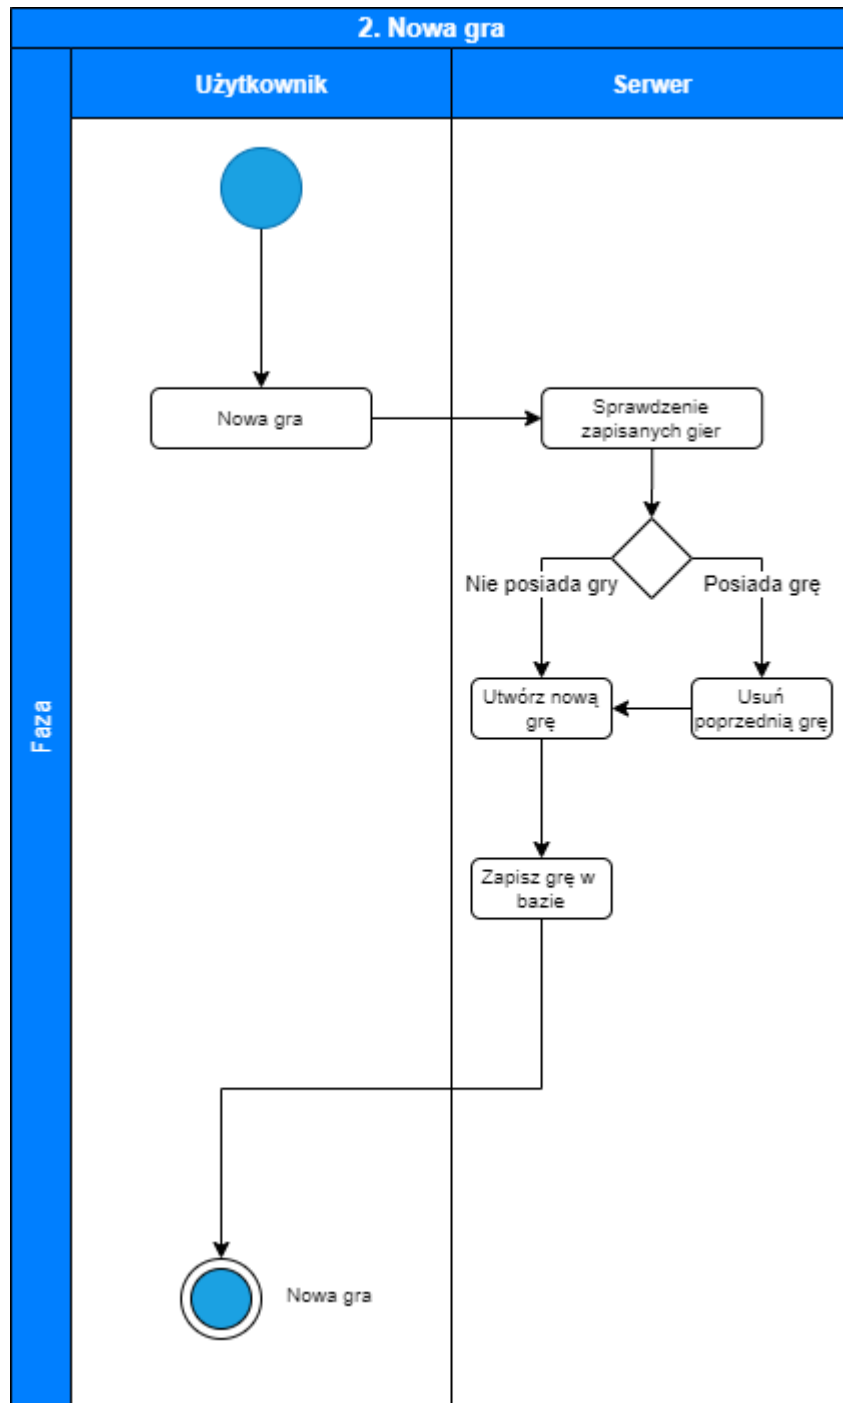 2. Nowa gra
Użytkownik
Serwer
Faza
Nowa gra
Sprawdzenie
zapisanych gier
Nie posiada gry
Posiada grę
Utwórz nową
grę
Usuń
poprzednią grę
Zapisz grę w
bazie
Nowa gra